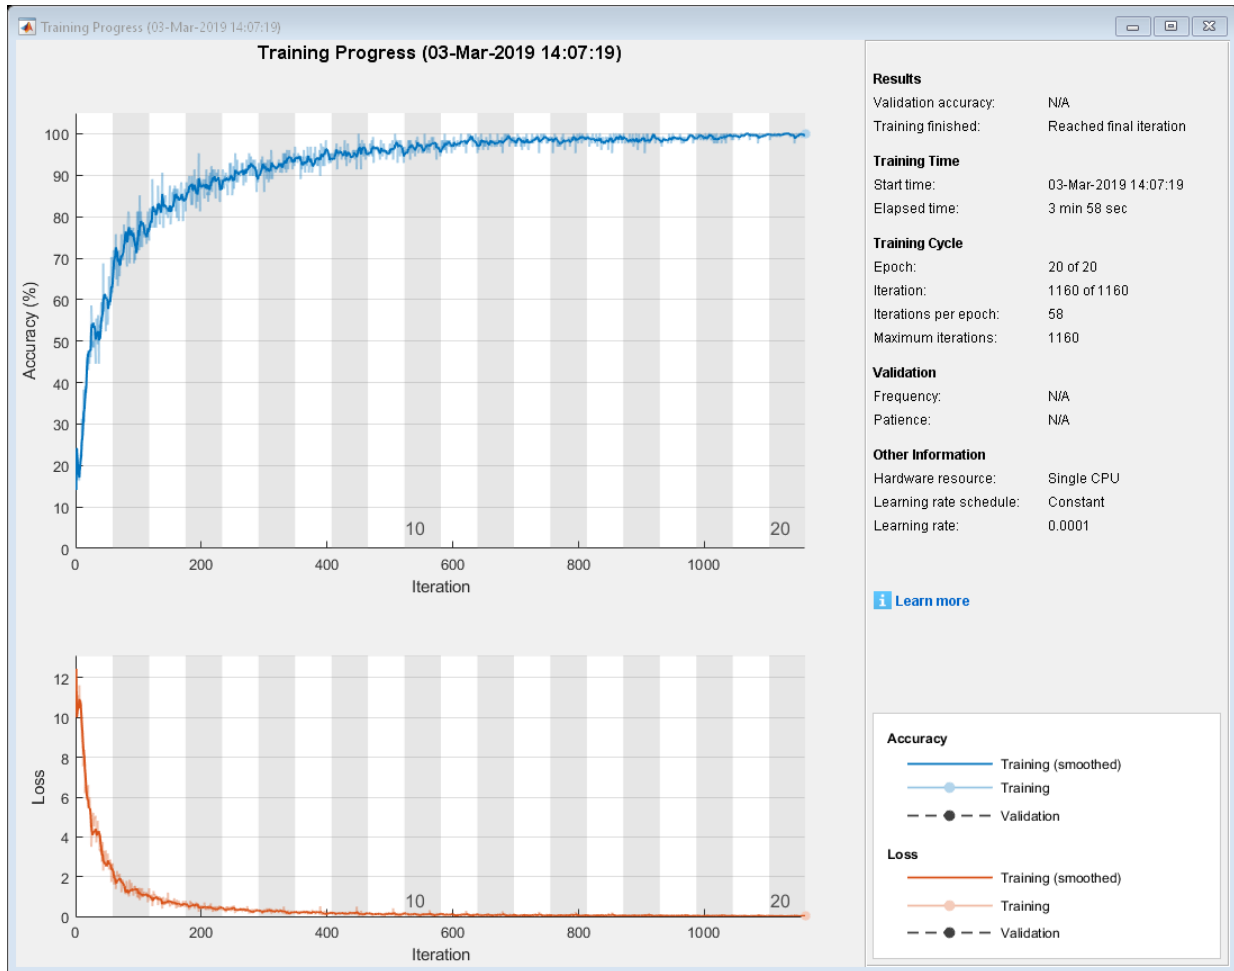 Training Progress (03-Mar-2019 14:07:19)
Training Progress (03-Mar-2019 14:07:19)
100
90
80
70
60
50
40
30
20
10
0
Accuracy (%)
10
20
0
200
400
600
800
1000
Iteration
12
10
8
6
4
2
0
Loss
10
20
0
200
400
600
800
1000
Iteration
Results
Validation accuracy: N/A
Training finished: Reached final iteration
Training Time
Start time: 03-Mar-2019 14:07:19
Elapsed time: 3 min 58 sec
Training Cycle
Epoch: 20 of 20
Iteration: 1160 of 1160
Iterations per epoch: 58
Maximum iterations: 1160
Validation
Frequency: N/A
Patience: N/A
Other Information
Hardware resource: Single CPU
Learning rate schedule: Constant
Learning rate: 0.0001
i Learn more
Accuracy
Training (smoothed)
Training
Validation
Loss
Training (smoothed)
Training
Validation